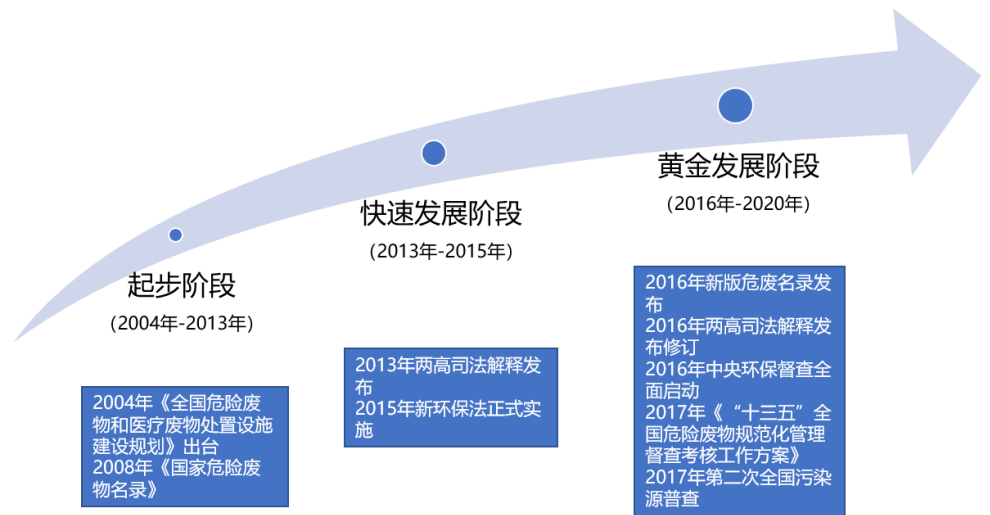 黄金发展阶段
（2016年-2020年）
快速发展阶段
（2013年-2015年）
起步阶段
（2004年-2013年）
2016年新版危废名录发
布
2016年两高司法解释发
布修订
2016年中央环保督查全
面启动
2017年《 “十三五”全
国危险废物规范化管理
督查考核工作方案》
2017年第二次全国污染
源普查
2013年两高司法解释发
布
2015年新环保法正式实
施
2004年《全国危险废
物和医疗废物处置设施
建设规划》出台
2008年《国家危险废
物名录》